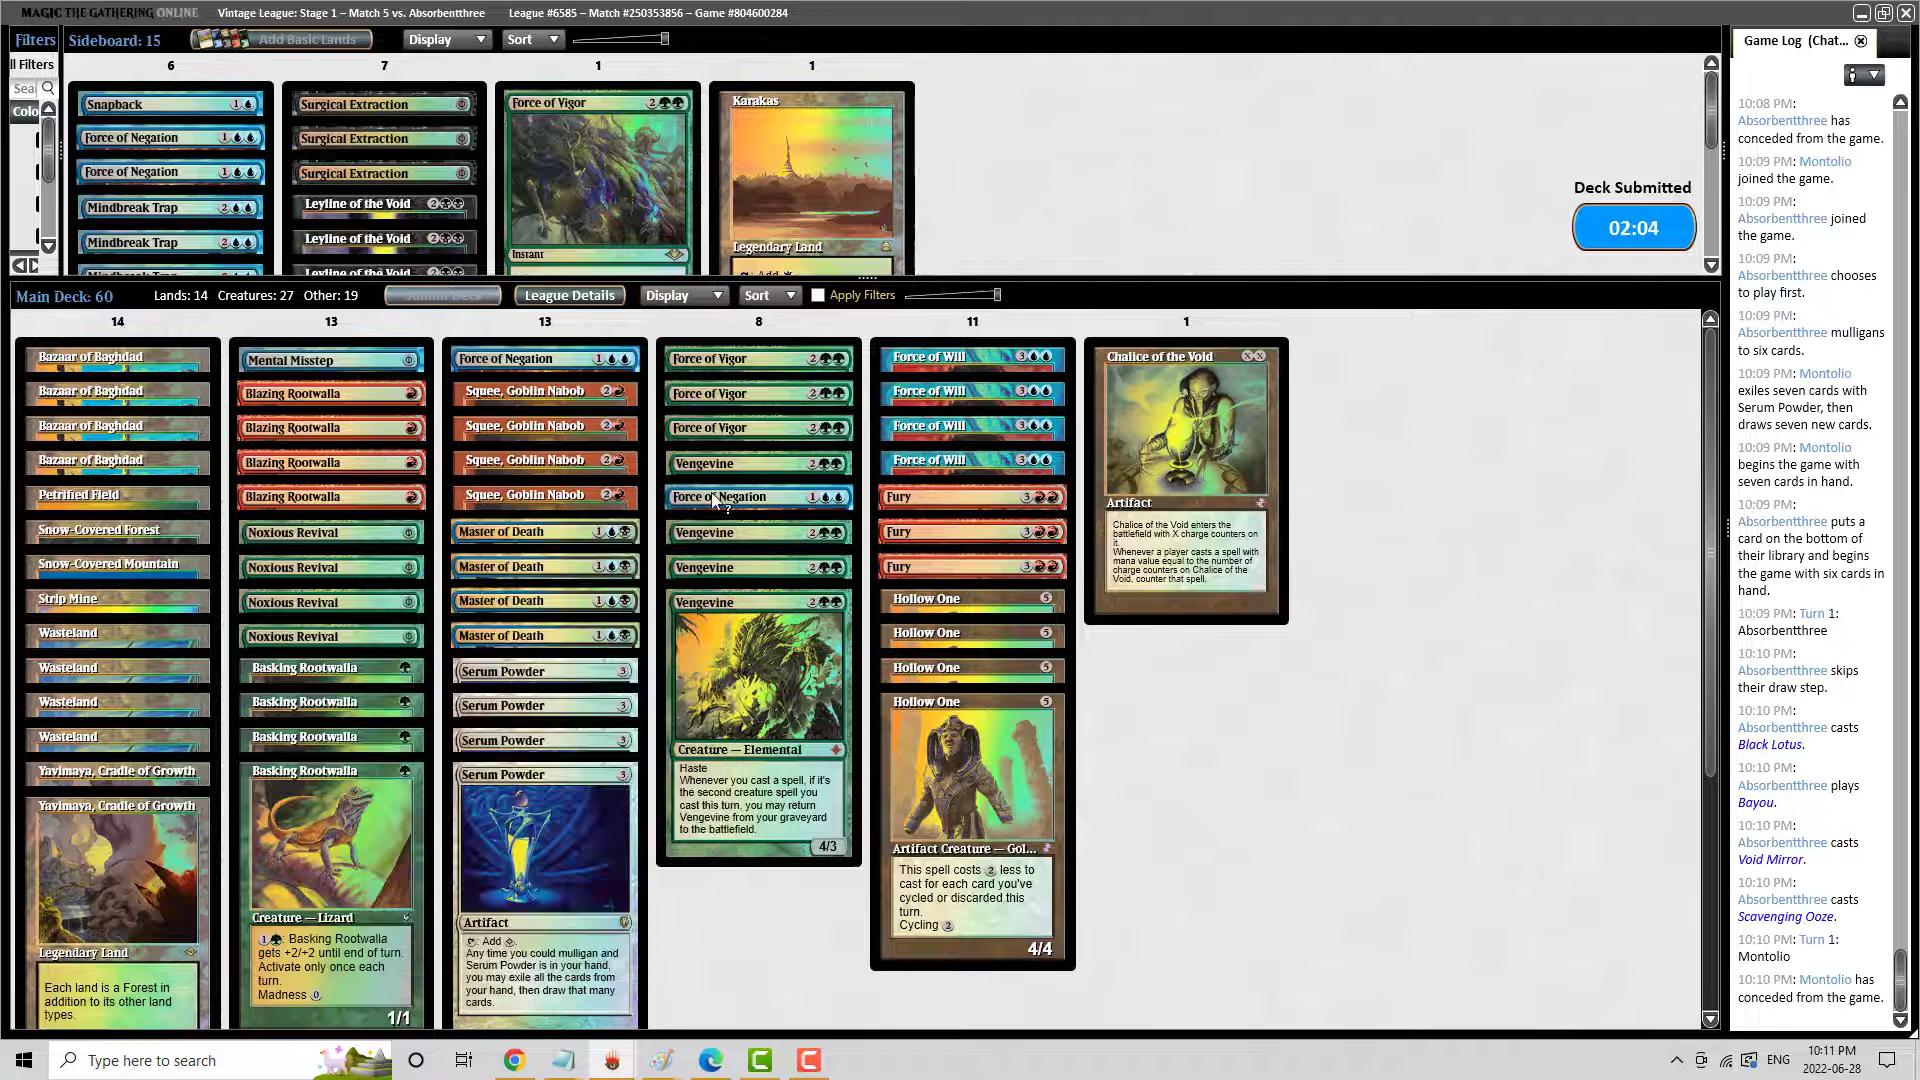 MAGIC THE GATHERING ONLINE
Vintage League: Stage 1 – Match 5 vs. Absorbentthree
League #6585 – Match #250353856 – Game #804600284
Filters
Sideboard: 15
Add Basic Lands
Display
Sort
Game Log (Chat...
ll Filters
6
7
1
1
Sea
Colo
Snapback
Force of Negation
Force of Negation
Mindbreak Trap
Mindbreak Trap
Surgical Extraction
Surgical Extraction
Surgical Extraction
Leyline of the Void
Leyline of the Void
Leyline of the Void
Force of Vigor
Instant
Karakas
Legendary Land
Deck Submitted
02:04
Main Deck: 60
Lands: 14
Creatures: 27
Other: 19
League Details
Display
Sort
Apply Filters
14
13
13
8
11
1
Bazaar of Baghdad
Bazaar of Baghdad
Bazaar of Baghdad
Bazaar of Baghdad
Petrified Field
Snow-Covered Forest
Snow-Covered Mountain
Strip Mine
Wasteland
Wasteland
Wasteland
Wasteland
Yavimaya, Cradle of Growth
Yavimaya, Cradle of Growth
Legendary Land
Each land is a Forest in
addition to its other land
types.
Mental Misstep
Blazing Rootwalla
Blazing Rootwalla
Blazing Rootwalla
Blazing Rootwalla
Noxious Revival
Noxious Revival
Noxious Revival
Noxious Revival
Basking Rootwalla
Basking Rootwalla
Basking Rootwalla
Basking Rootwalla
Creature — Lizard
: Basking Rootwalla
gets +2/+2 until end of turn.
Activate only once each
turn.
Madness 0
1/1
Force of Negation
Squee, Goblin Nabob
Squee, Goblin Nabob
Squee, Goblin Nabob
Squee, Goblin Nabob
Master of Death
Master of Death
Master of Death
Master of Death
Serum Powder
Serum Powder
Serum Powder
Serum Powder
Artifact
: Add
Any time you could mulligan and
Serum Powder is in your hand,
you may exile all the cards from
your hand, then draw that many
cards.
Force of Vigor
Force of Vigor
Force of Vigor
Vengevine
Force of Negation
Vengevine
Vengevine
Vengevine
Creature — Elemental
Haste
Whenever you cast a spell, if it's
the second creature spell you
cast this turn, you may return
Vengevine from your graveyard
to the battlefield.
4/3
Force of Will
Force of Will
Force of Will
Force of Will
Fury
Fury
Fury
Hollow One
Hollow One
Hollow One
Hollow One
Artifact Creature — Gol...
This spell costs 2 less to
cast for each card you've
cycled or discarded this
turn.
Cycling 2
4/4
Chalice of the Void
Artifact
Chalice of the Void enters the
battlefield with X charge counters on
it.
Whenever a player casts a spell with
mana value equal to the number of
charge counters on Chalice of the
Void, counter that spell.
10:08 PM:
Absorbentthree has
conceded from the game.
10:09 PM: Montolio
joined the game.
10:09 PM:
Absorbentthree joined
the game.
10:09 PM:
Absorbentthree chooses
to play first.
10:09 PM:
Absorbentthree mulligans
to six cards.
10:09 PM: Montolio
exiles seven cards with
Serum Powder, then
draws seven new cards.
10:09 PM: Montolio
begins the game with
seven cards in hand.
10:09 PM:
Absorbentthree puts a
card on the bottom of
their library and begins
the game with six cards in
hand.
10:09 PM: Turn 1:
Absorbentthree
10:10 PM:
Absorbentthree skips
their draw step.
10:10 PM:
Absorbentthree casts
Black Lotus.
10:10 PM:
Absorbentthree plays
Bayou.
10:10 PM:
Absorbentthree casts
Void Mirror.
10:10 PM:
Absorbentthree casts
Scavenging Ooze.
10:10 PM: Turn 1:
Montolio
10:10 PM: Montolio has
conceded from the game.
Type here to search
ENG
10:11 PM
2022-06-28